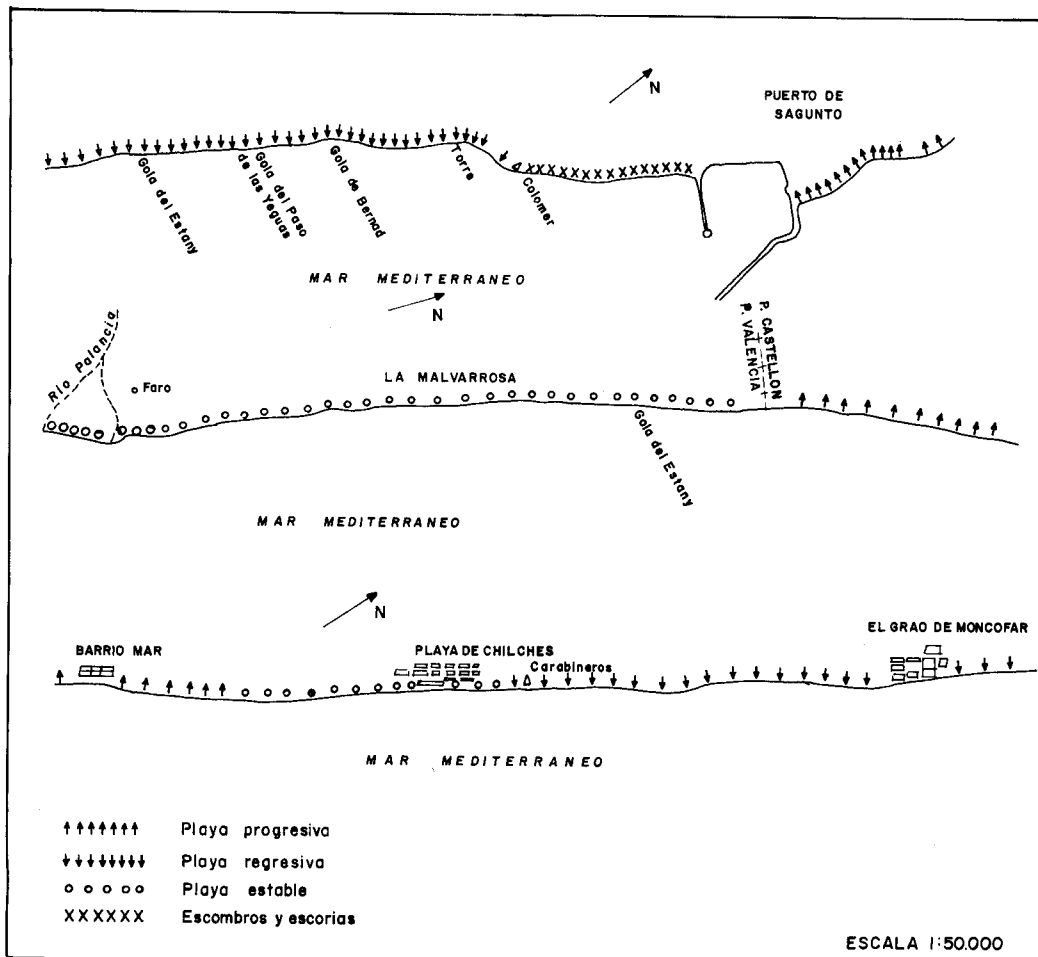 N
PUERTO DE
SAGUNTO
Gola del Estany
Gola del Paso
de las Yeguas
Gola de Bernad
Torre
Colomer
MAR MEDITERRANEO
N
Río Palancia
Faro
LA MALVARROSA
P. CASTELLON
P. VALENCIA
Gola del Estany
MAR MEDITERRANEO
N
BARRIO MAR
PLAYA DE CHILCHES
Carabineros
EL GRAO DE MONCOFAR
MAR MEDITERRANEO
Playa progresiva
Playa regresiva
Playa estable
XXXXXX Escombros y escorias
ESCALA 1:50.000